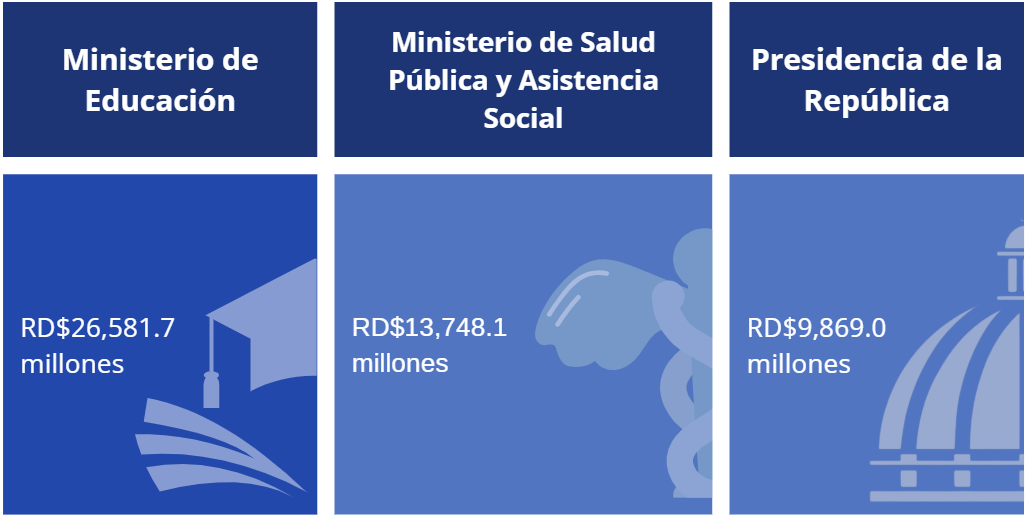 Ministerio de
Educación
Ministerio de Salud
Pública y Asistencia
Social
Presidencia de la
República
RD$26,581.7
millones
RD$13,748.1
millones
RD$9,869.0
millones